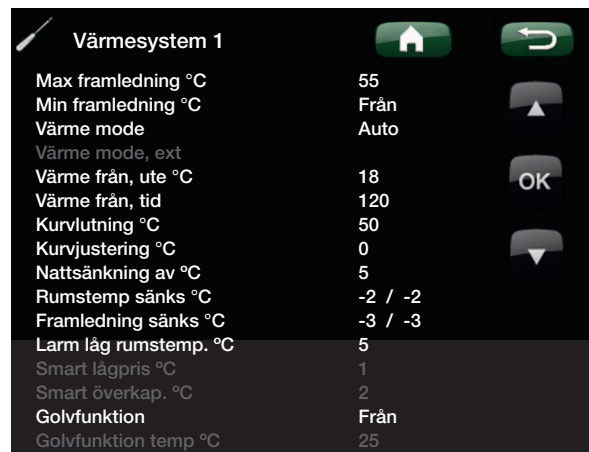 Värmesystem 1
Max framledning °C 55
Min framledning °C Från
Värme mode Auto
Värme mode, ext
Värme från, ute °C 18
Värme från, tid 120
OK
Kurvlutning °C 50
Kurvjustering °C 0
Nattsänkning av ºC 5
Rumstemp sänks °C -2 / -2
Framledning sänks °C -3 / -3
Larm låg rumstemp. ºC 5
Smart lågpris ºC 1
Smart överkap. ºC 2
Golvfunktion Från
Golvfunktion temp ºC 25